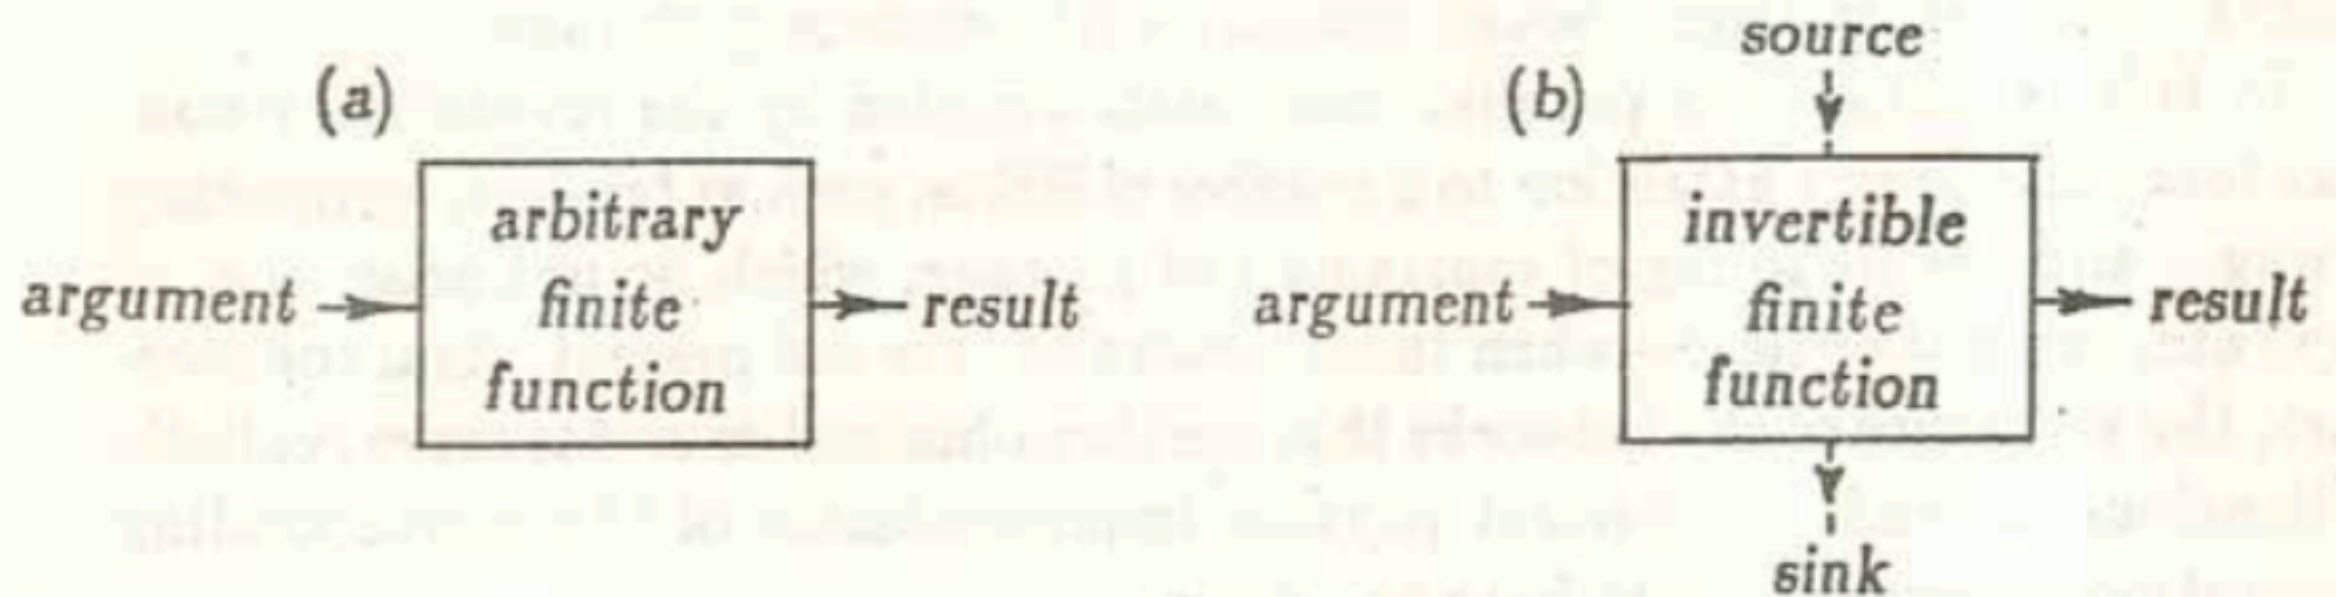 (a)
argument
arbitrary
finite
function
result
(b)
source
argument
invertible
finite
function
result
sink